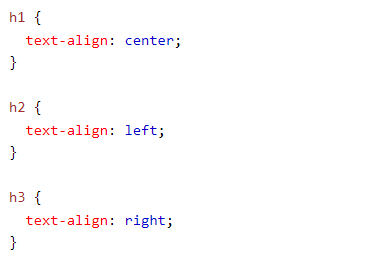 h1 {
  text-align: center;
}

h2 {
  text-align: left;
}

h3 {
  text-align: right;
}